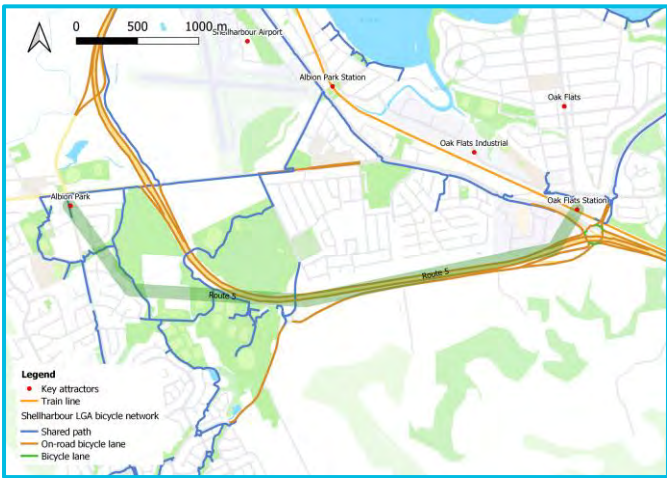 0 500 1000 m
Shellharbour Airport
Albion Park Station
Oak Flats
Oak Flats Industrial
Albion Park
Oak Flats Station
Route 5
Route 5
Legend
Key attractors
Train line
Shellharbour LGA bicycle network
Shared path
On-road bicycle lane
Bicycle lane